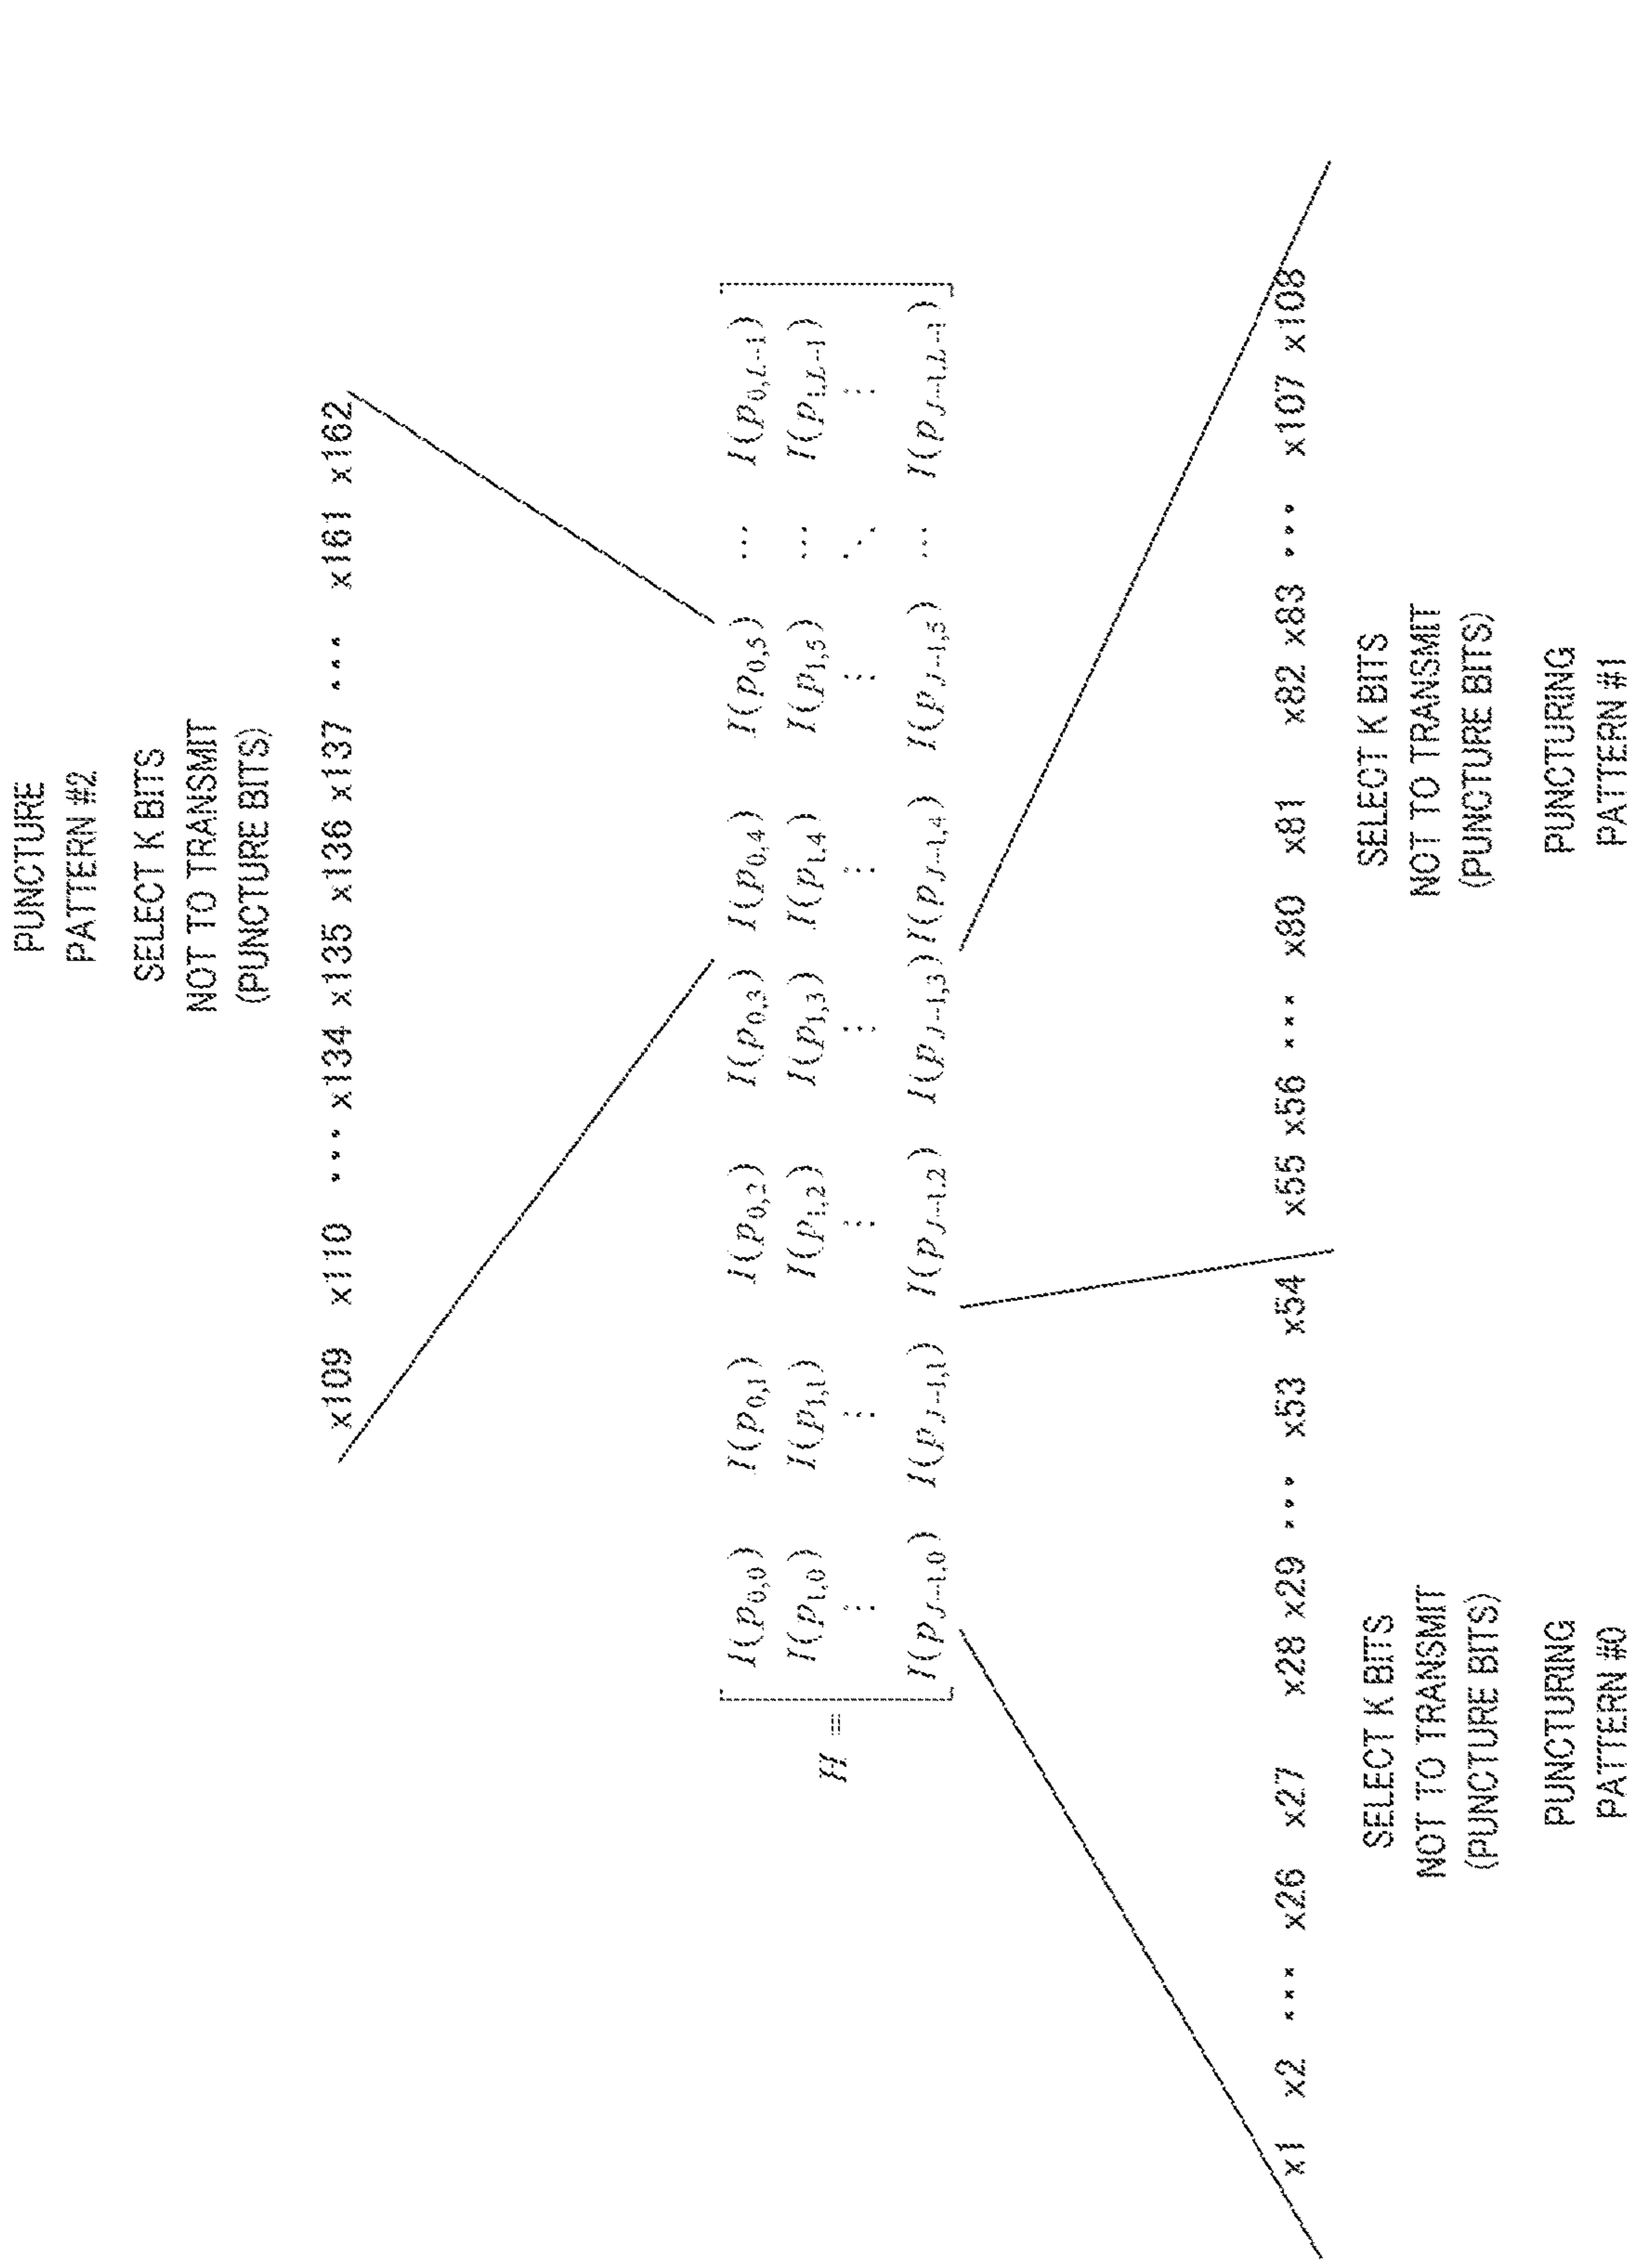 PUNCTURE
PATTERN #2
SELECT K BITS
NOT TO TRANSMIT
(PUNCTURE BITS)
x109 x110 ••• x134 x135 x136 x137 ••• x161 x162
I(p0,0) I(p0,1) I(p0,2) I(p0,3) I(p0,4) I(p0,5) ⋯ I(p0,L−1)
I(p1,0) I(p1,1) I(p1,2) I(p1,3) I(p1,4) I(p1,5) ⋯ I(p1,L−1)
H = ⋮ ⋮ ⋮ ⋮ ⋮ ⋮ ⋱ ⋮
I(pJ−1,0) I(pJ−1,1) I(pJ−1,2) I(pJ−1,3) I(pJ−1,4) I(pJ−1,5) ⋯ I(pJ−1,L−1)
x1 x2 ••• x26 x27 x28 x29 ••• x53 x54 x55 x56 ••• x80 x81 x82 x83 ••• x107 x108
SELECT K BITS
NOT TO TRANSMIT
(PUNCTURE BITS)
PUNCTURING
PATTERN #0
SELECT K BITS
NOT TO TRANSMIT
(PUNCTURE BITS)
PUNCTURING
PATTERN #1